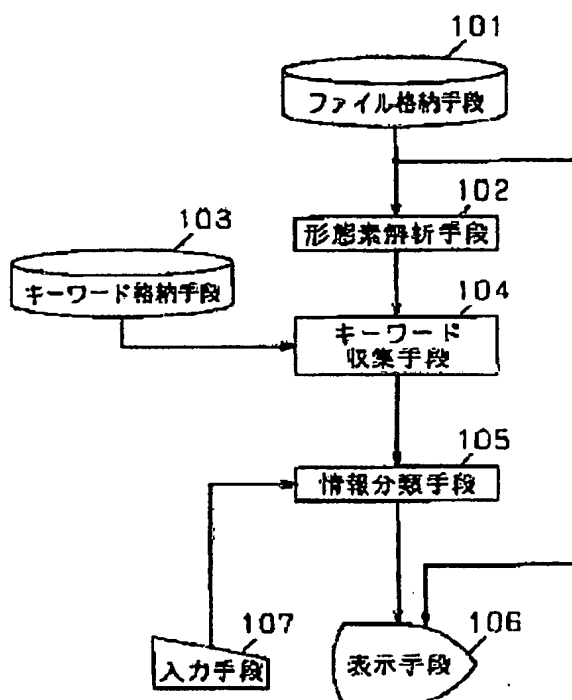 101
ファイル格納手段
102
形態素解析手段
103
キーワード格納手段
104
キーワード
収集手段
105
情報分類手段
107
入力手段
106
表示手段